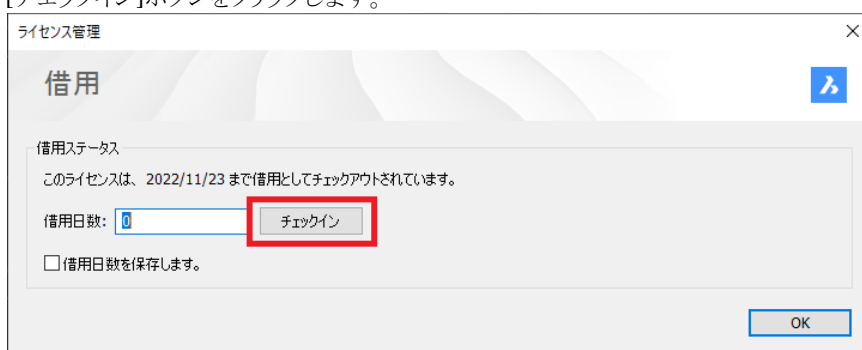 [チェックイン]ボタンをクリックします。
ライセンス管理
借用
借用ステータス
このライセンスは、2022/11/23 まで借用としてチェックアウトされています。
借用日数: 0 チェックイン
借用日数を保存します。
OK